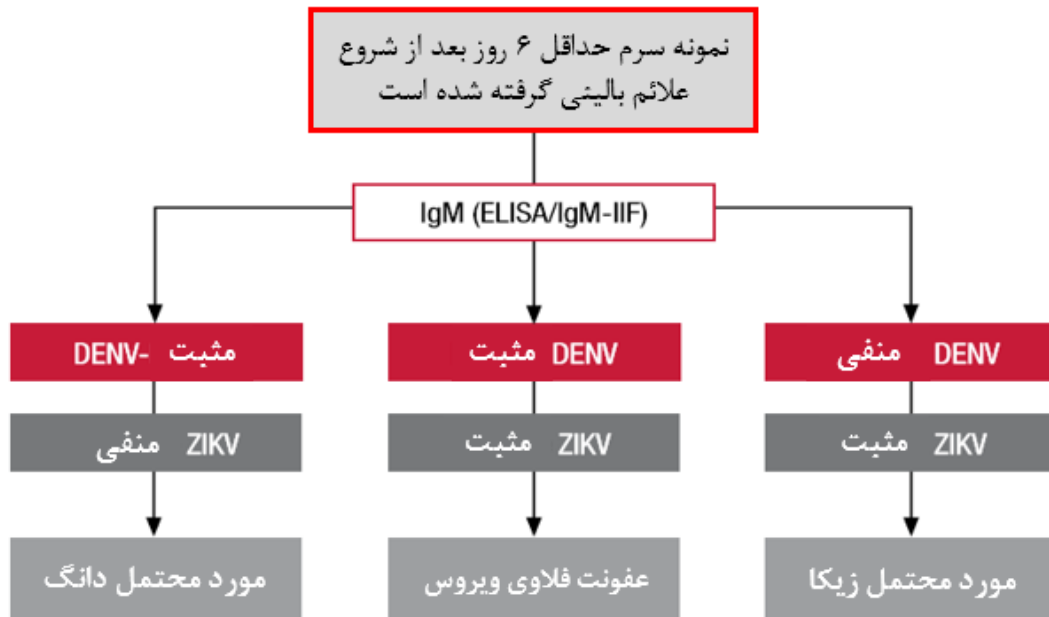 نمونه سرم حداقل ۶ روز بعد از شروع
علائم بالینی گرفته شده است
IgM (ELISA/IgM-IIF)
DENV- مثبت
DENV مثبت
DENV منفی
ZIKV منفی
ZIKV مثبت
ZIKV مثبت
مورد محتمل دانگ
عفونت فلاوی ویروس
مورد محتمل زیکا